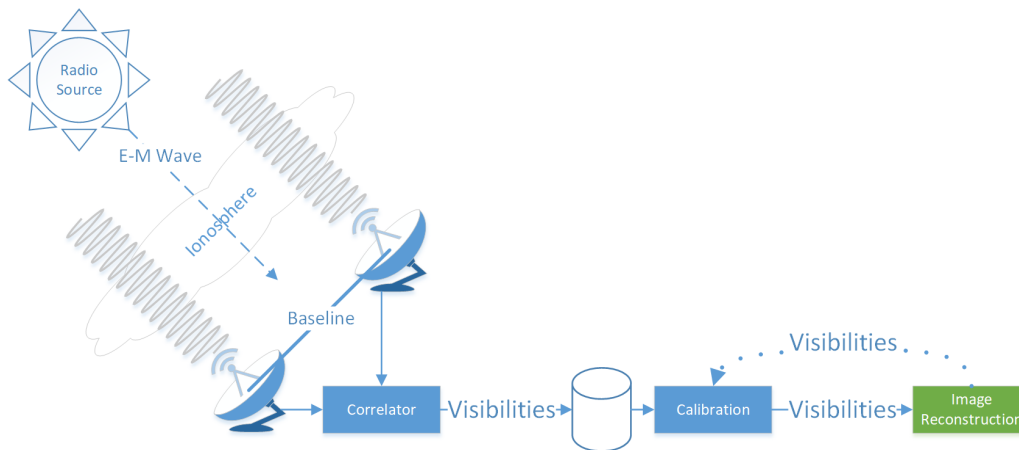 Radio
Source
E-M Wave
Ionosphere
Baseline
Visibilities
Correlator
Visibilities
Calibration
Visibilities
Image
Reconstruction